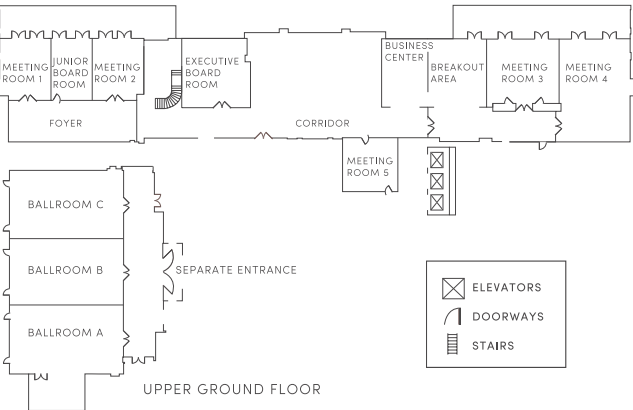 MEETING
ROOM 1
JUNIOR
BOARD
ROOM
MEETING
ROOM 2
EXECUTIVE
BOARD
ROOM
BUSINESS
CENTER
BREAKOUT
AREA
MEETING
ROOM 3
MEETING
ROOM 4
FOYER
CORRIDOR
MEETING
ROOM 5
BALLROOM C
BALLROOM B
SEPARATE ENTRANCE
BALLROOM A
ELEVATORS
DOORWAYS
STAIRS
UPPER GROUND FLOOR